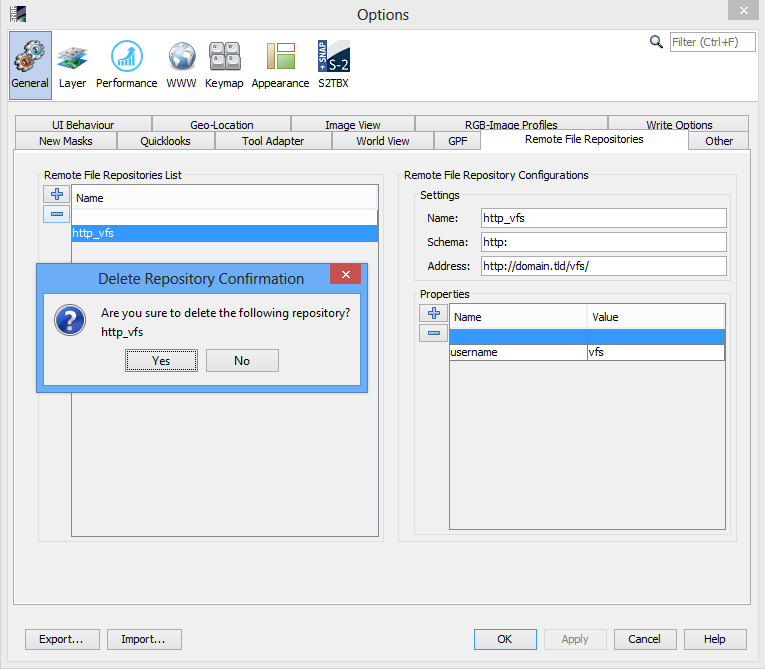 Options
Filter (Ctrl+F)
General Layer Performance WWW Keymap Appearance S2TBX
SNAP
S-2
UI Behaviour Geo-Location Image View RGB-Image Profiles Write Options
New Masks Quicklooks Tool Adapter World View GPF Remote File Repositories Other
Remote File Repositories List
Name
http_vfs
Delete Repository Confirmation
Are you sure to delete the following repository?
http_vfs
Yes No
Remote File Repository Configurations
Settings
Name: http_vfs
Schema: http:
Address: http://domain.tld/vfs/
Properties
Name Value
username vfs
Export... Import... OK Apply Cancel Help